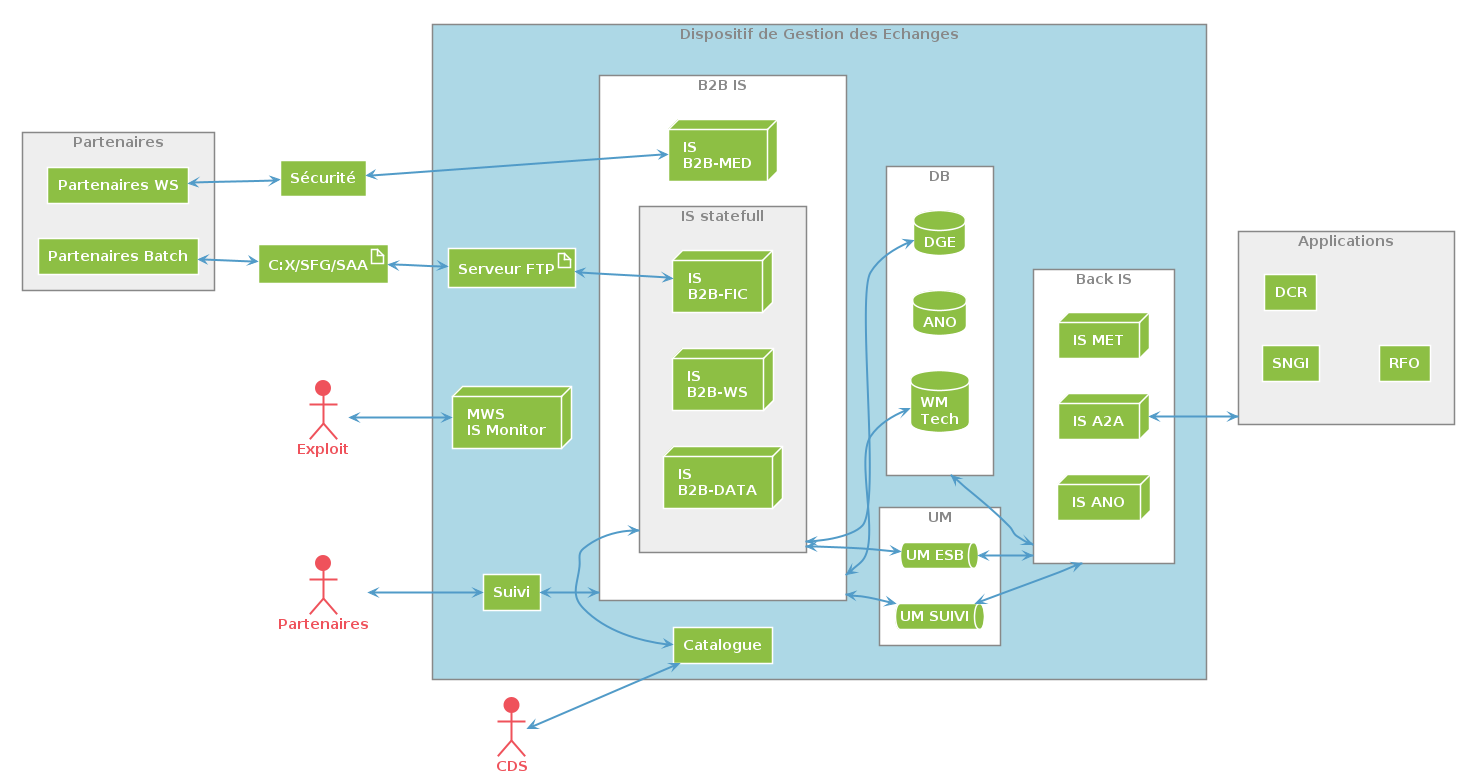 Dispositif de Gestion des Echanges
Partenaires
Partenaires WS
Partenaires Batch
Sécurité
C:X/SFG/SAA
Serveur FTP
Exploit
MWS
IS Monitor
Partenaires
Suivi
Catalogue
CDS
B2B IS
IS
B2B-MED
IS statefull
IS
B2B-FIC
IS
B2B-WS
IS
B2B-DATA
DB
DGE
ANO
WM
Tech
UM
UM ESB
UM SUIVI
Back IS
IS MET
IS A2A
IS ANO
Applications
DCR
SNGI
RFO